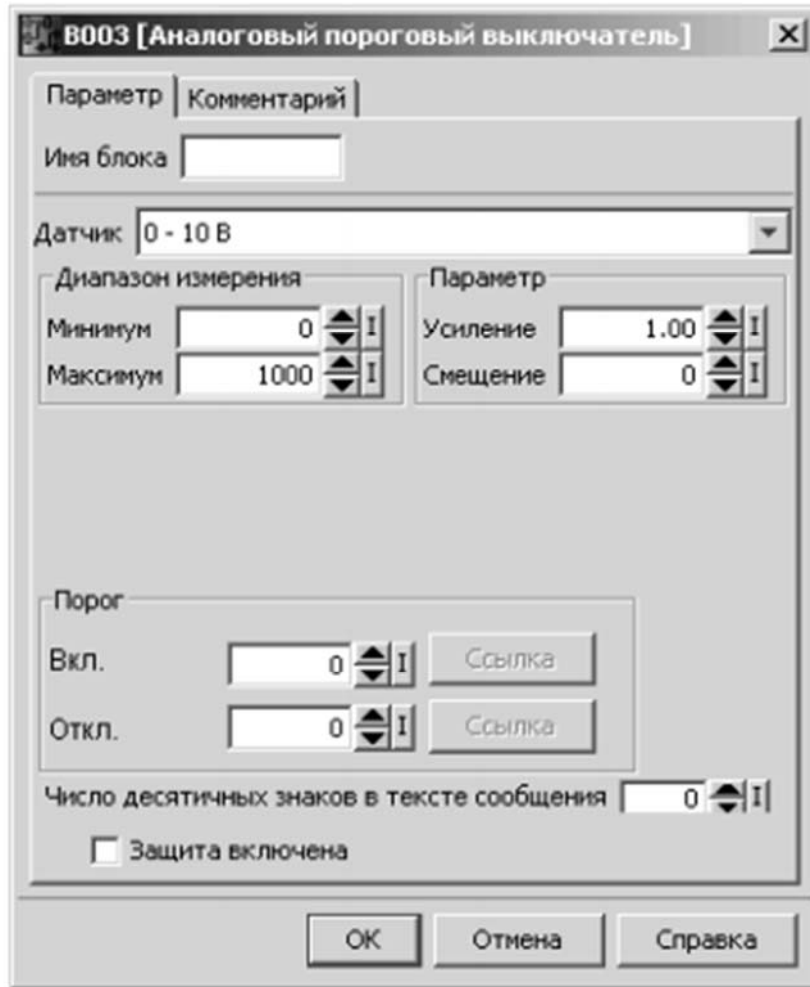 B003 [Аналоговый пороговый выключатель]
Параметр Комментарий
Имя блока
Датчик 0 - 10 В
Диапазон измерения Параметр
Минимум 0 I Усиление 1.00 I
Максимум 1000 I Смещение 0 I
Порог
Вкл. 0 I Ссылка
Откл. 0 I Ссылка
Число десятичных знаков в тексте сообщения 0 I
Защита включена
ОК Отмена Справка